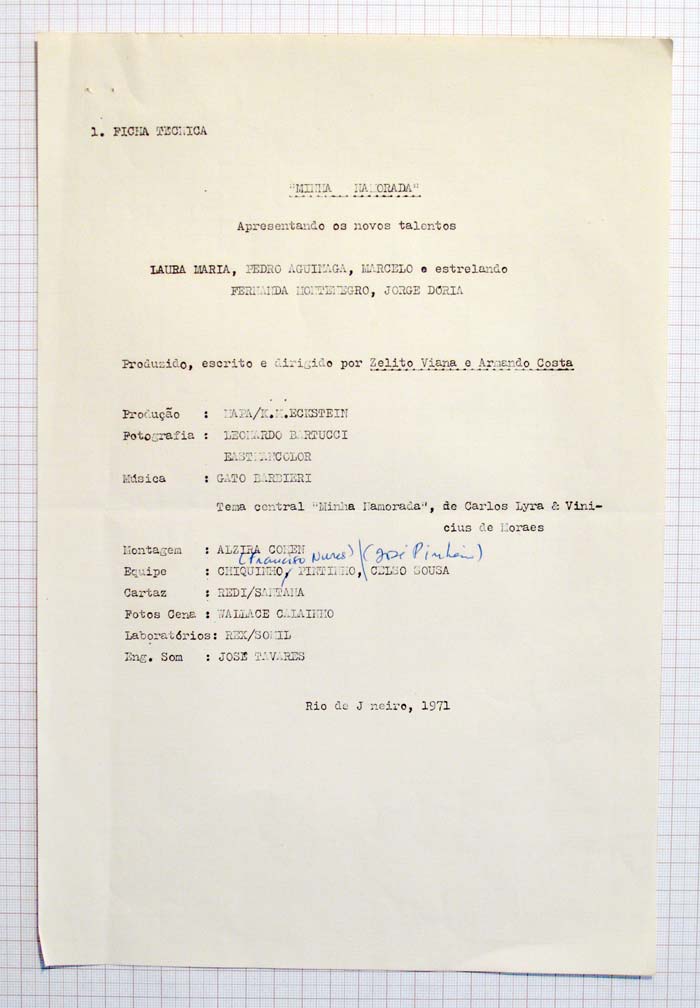 1. FICHA TECNICA
"MINHA NAMORADA"
Apresentando os novos talentos
LAURA MARIA, PEDRO AGUINAGA, MARCELO e estrelando
FERNANDA MONTENEGRO, JORGE DÓRIA
Produzido, escrito e dirigido por Zelito Viana e Armando Costa
Produção : MAPA/K.M.ECKSTEIN
Fotografia : LEONARDO BARTUCCI
EASTMANCOLOR
Música : GATO BARBIERI
Tema central "Minha Namorada", de Carlos Lyra & Vini-
cius de Moraes
Montagem : ALZIRA COHEN
(Francisco Nunes) (José Pinheiro)
Equipe : CHIQUINHO, PINTINHO, CELSO SOUSA
Cartaz : REDI/SANTANA
Fotos Cena : WALLACE CALAINHO
Laboratórios: REX/SOMIL
Eng. Som : JOSÉ TAVARES
Rio de J neiro, 1971